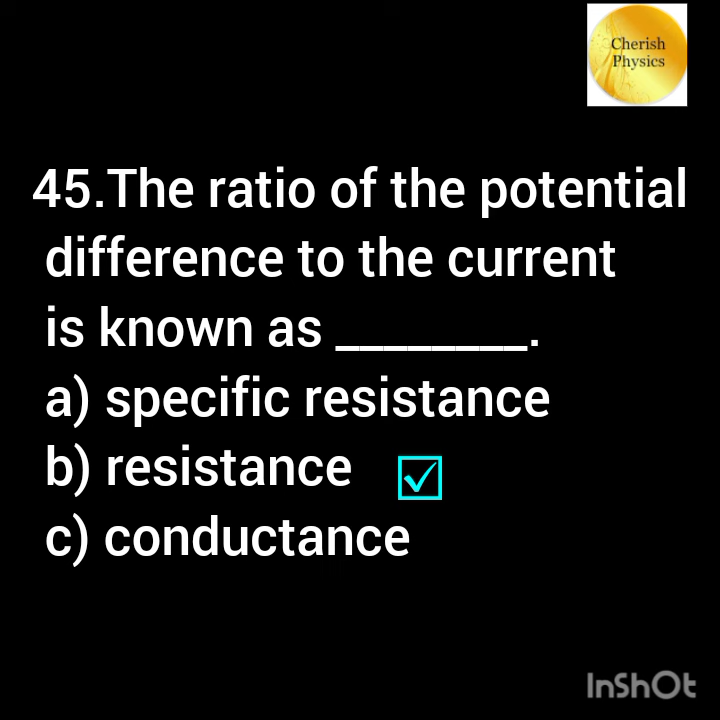 Cherish
Physics
45.The ratio of the potential
difference to the current
is known as ________.
a) specific resistance
b) resistance ☑
c) conductance
InShOt